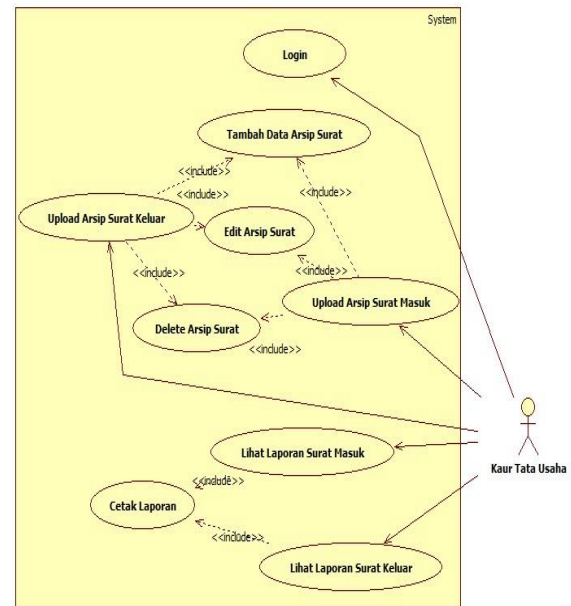 System
Login
Tambah Data Arsip Surat
<<include>>
<<include>>
<<include>>
Upload Arsip Surat Keluar
Edit Arsip Surat
<<include>>
<<include>>
Upload Arsip Surat Masuk
Delete Arsip Surat
<<include>>
Kaur Tata Usaha
Lihat Laporan Surat Masuk
<<include>>
Cetak Laporan
<<include>>
Lihat Laporan Surat Keluar